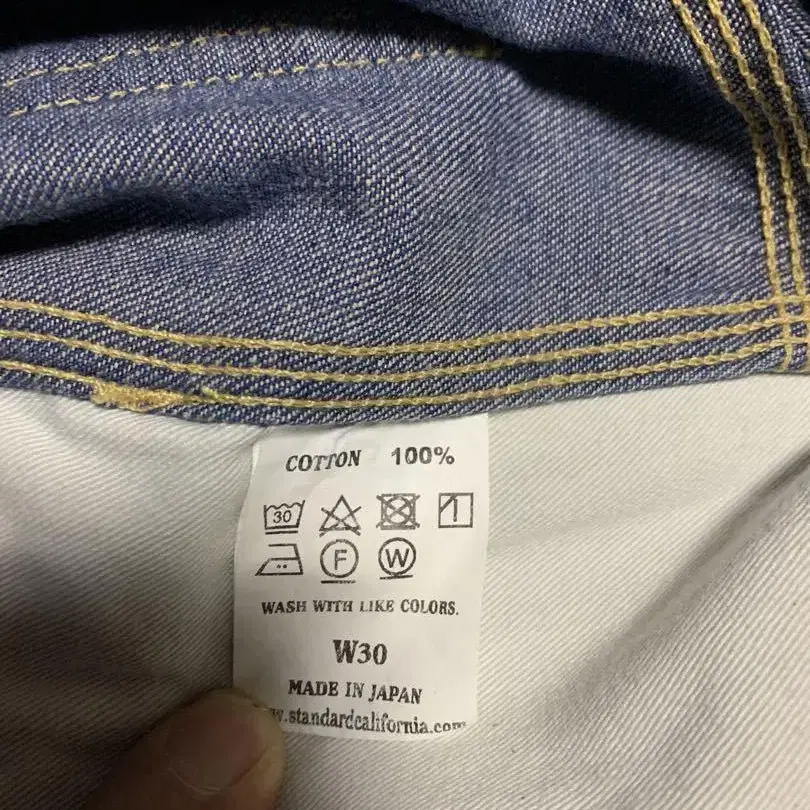 COTTON 100%
30
F W
WASH WITH LIKE COLORS.
W30
MADE IN JAPAN
.standardcalifornia.com